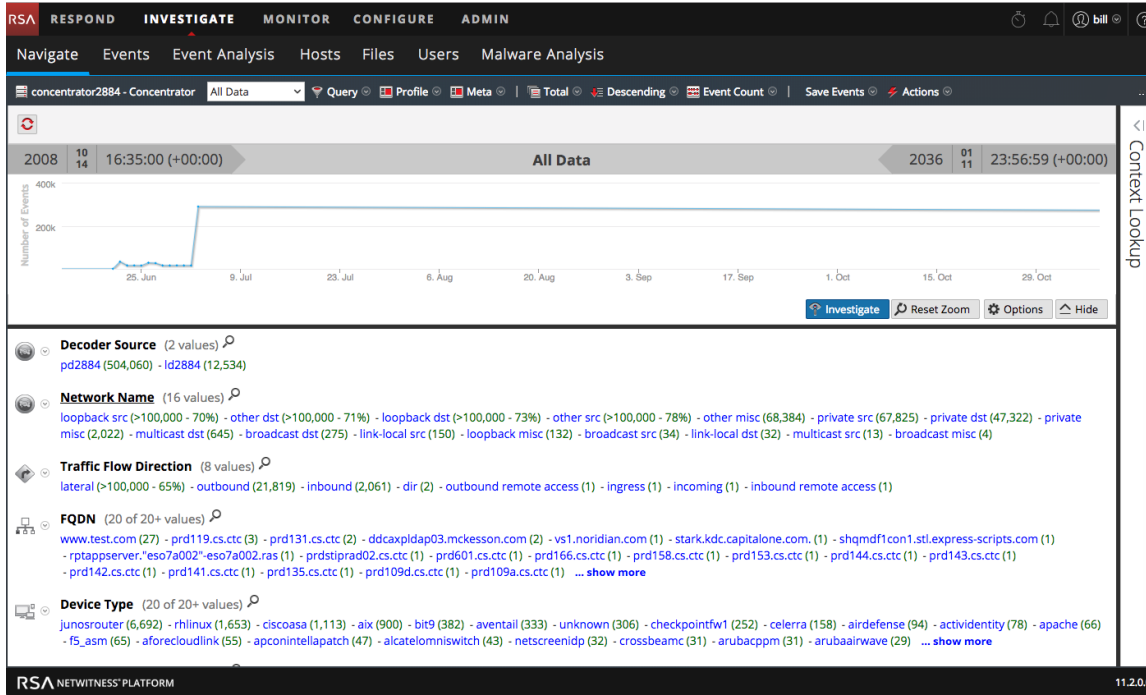 RSA RESPOND INVESTIGATE MONITOR CONFIGURE ADMIN bill
Navigate Events Event Analysis Hosts Files Users Malware Analysis
concentrator2884 - Concentrator All Data Query Profile Meta | Total Descending Event Count | Save Events Actions ..
2008 10 14 16:35:00 (+00:00) All Data 2036 01 11 23:56:59 (+00:00)
Context Lookup
Number of Events
400k
200k
25. Jun 9. Jul 23. Jul 6. Aug 20. Aug 3. Sep 17. Sep 1. Oct 15. Oct 29. Oct
Investigate Reset Zoom Options Hide
Decoder Source (2 values)
pd2884 (504,060) - ld2884 (12,534)
Network Name (16 values)
loopback src (>100,000 - 70%) - other dst (>100,000 - 71%) - loopback dst (>100,000 - 73%) - other src (>100,000 - 78%) - other misc (68,384) - private src (67,825) - private dst (47,322) - private
misc (2,022) - multicast dst (645) - broadcast dst (275) - link-local src (150) - loopback misc (132) - broadcast src (34) - link-local dst (32) - multicast src (13) - broadcast misc (4)
Traffic Flow Direction (8 values)
lateral (>100,000 - 65%) - outbound (21,819) - inbound (2,061) - dir (2) - outbound remote access (1) - ingress (1) - incoming (1) - inbound remote access (1)
FQDN (20 of 20+ values)
www.test.com (27) - prd119.cs.ctc (3) - prd131.cs.ctc (2) - ddcaxpldap03.mckesson.com (2) - vs1.noridian.com (1) - stark.kdc.capitalone.com. (1) - shqmdf1con1.stl.express-scripts.com (1)
- rptappserver."eso7a002"-eso7a002.ras (1) - prdstiprad02.cs.ctc (1) - prd601.cs.ctc (1) - prd166.cs.ctc (1) - prd158.cs.ctc (1) - prd153.cs.ctc (1) - prd144.cs.ctc (1) - prd143.cs.ctc (1)
- prd142.cs.ctc (1) - prd141.cs.ctc (1) - prd135.cs.ctc (1) - prd109d.cs.ctc (1) - prd109a.cs.ctc (1) ... show more
Device Type (20 of 20+ values)
junosrouter (6,692) - rhlinux (1,653) - ciscoasa (1,113) - aix (900) - bit9 (382) - aventail (333) - unknown (306) - checkpointfw1 (252) - celerra (158) - airdefense (94) - actividentity (78) - apache (66)
- f5_asm (65) - aforecloudlink (55) - apconintellapatch (47) - alcatelomniswitch (43) - netscreenidp (32) - crossbeamc (31) - arubacppm (31) - arubaairwave (29) ... show more
RSA NETWITNESS PLATFORM 11.2.0.